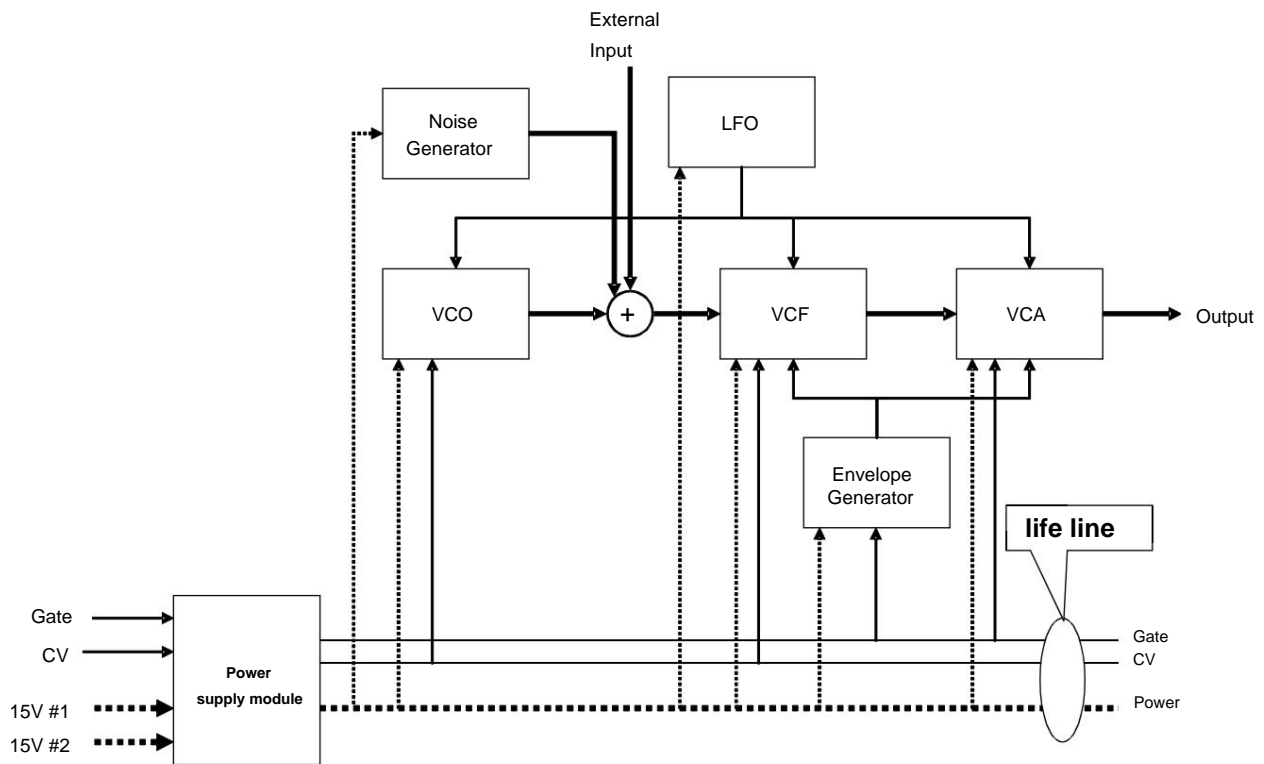 External
Input
Noise
Generator
LFO
VCO
+
VCF
VCA
Output
Envelope
Generator
life line
Gate
CV
15V #1
15V #2
Power
supply module
Gate
CV
Power